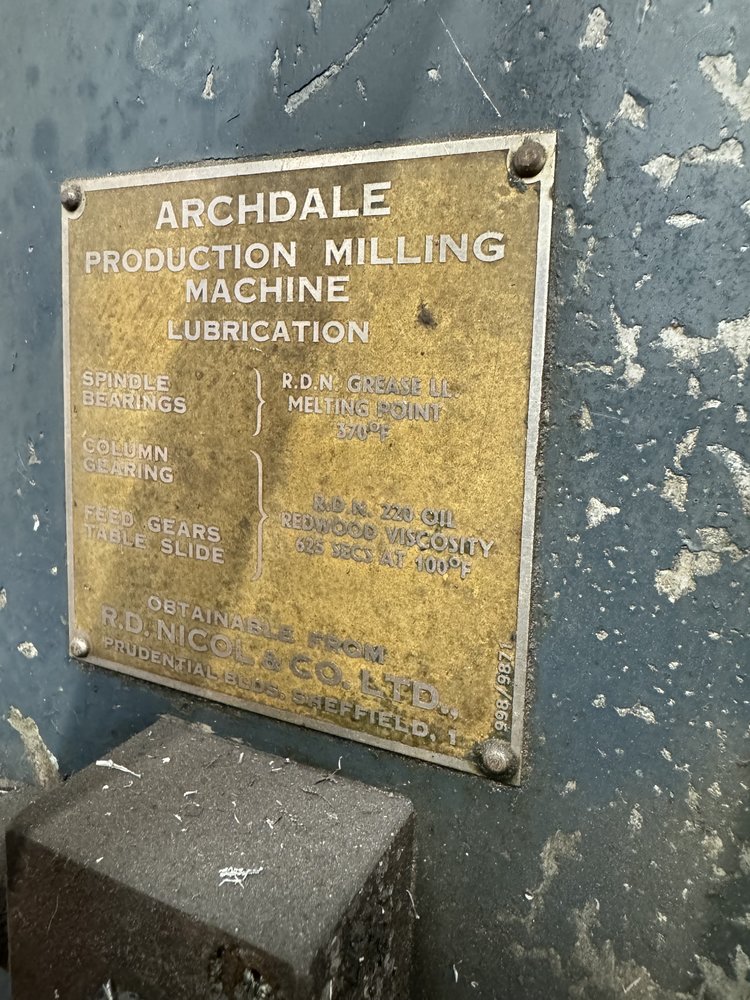 ARCHDALE
PRODUCTION MILLING
MACHINE
LUBRICATION
SPINDLE
BEARINGS
R.D.N. GREASE LL.
MELTING POINT
370°F
COLUMN
GEARING
FEED GEARS
TABLE SLIDE
R.D.N. 220 OIL
REDWOOD VISCOSITY
625 SECS AT 100°F
OBTAINABLE FROM
R.D. NICOL & CO. LTD.,
PRUDENTIAL BLDS. SHEFFIELD. 1
998/9871